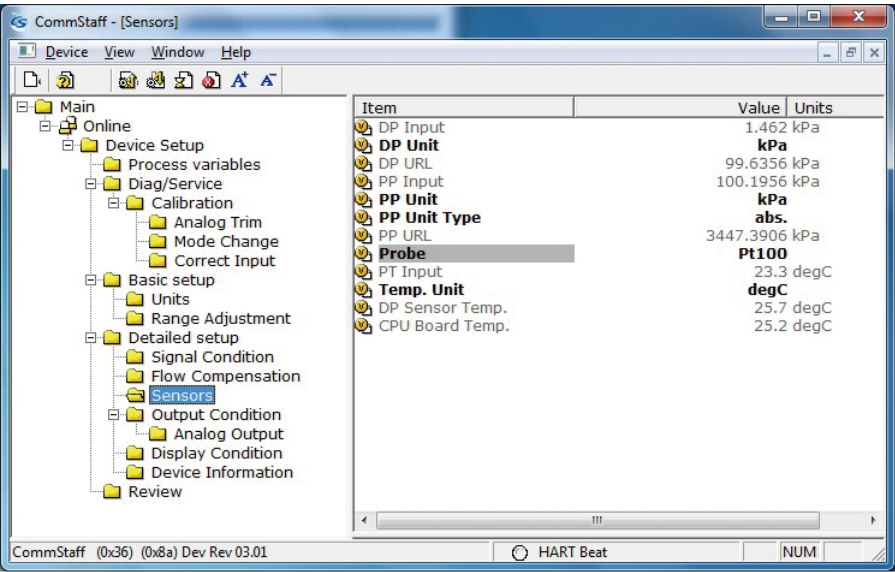 CommStaff - [Sensors]
Device View Window Help
A+ A-
Main
Online
Device Setup
Process variables
Diag/Service
Calibration
Analog Trim
Mode Change
Correct Input
Basic setup
Units
Range Adjustment
Detailed setup
Signal Condition
Flow Compensation
Sensors
Output Condition
Analog Output
Display Condition
Device Information
Review
Item Value Units
DP Input 1.462 kPa
DP Unit kPa
DP URL 99.6356 kPa
PP Input 100.1956 kPa
PP Unit kPa
PP Unit Type abs.
PP URL 3447.3906 kPa
Probe Pt100
PT Input 23.3 degC
Temp. Unit degC
DP Sensor Temp. 25.7 degC
CPU Board Temp. 25.2 degC
CommStaff (0x36) (0x8a) Dev Rev 03.01 HART Beat NUM